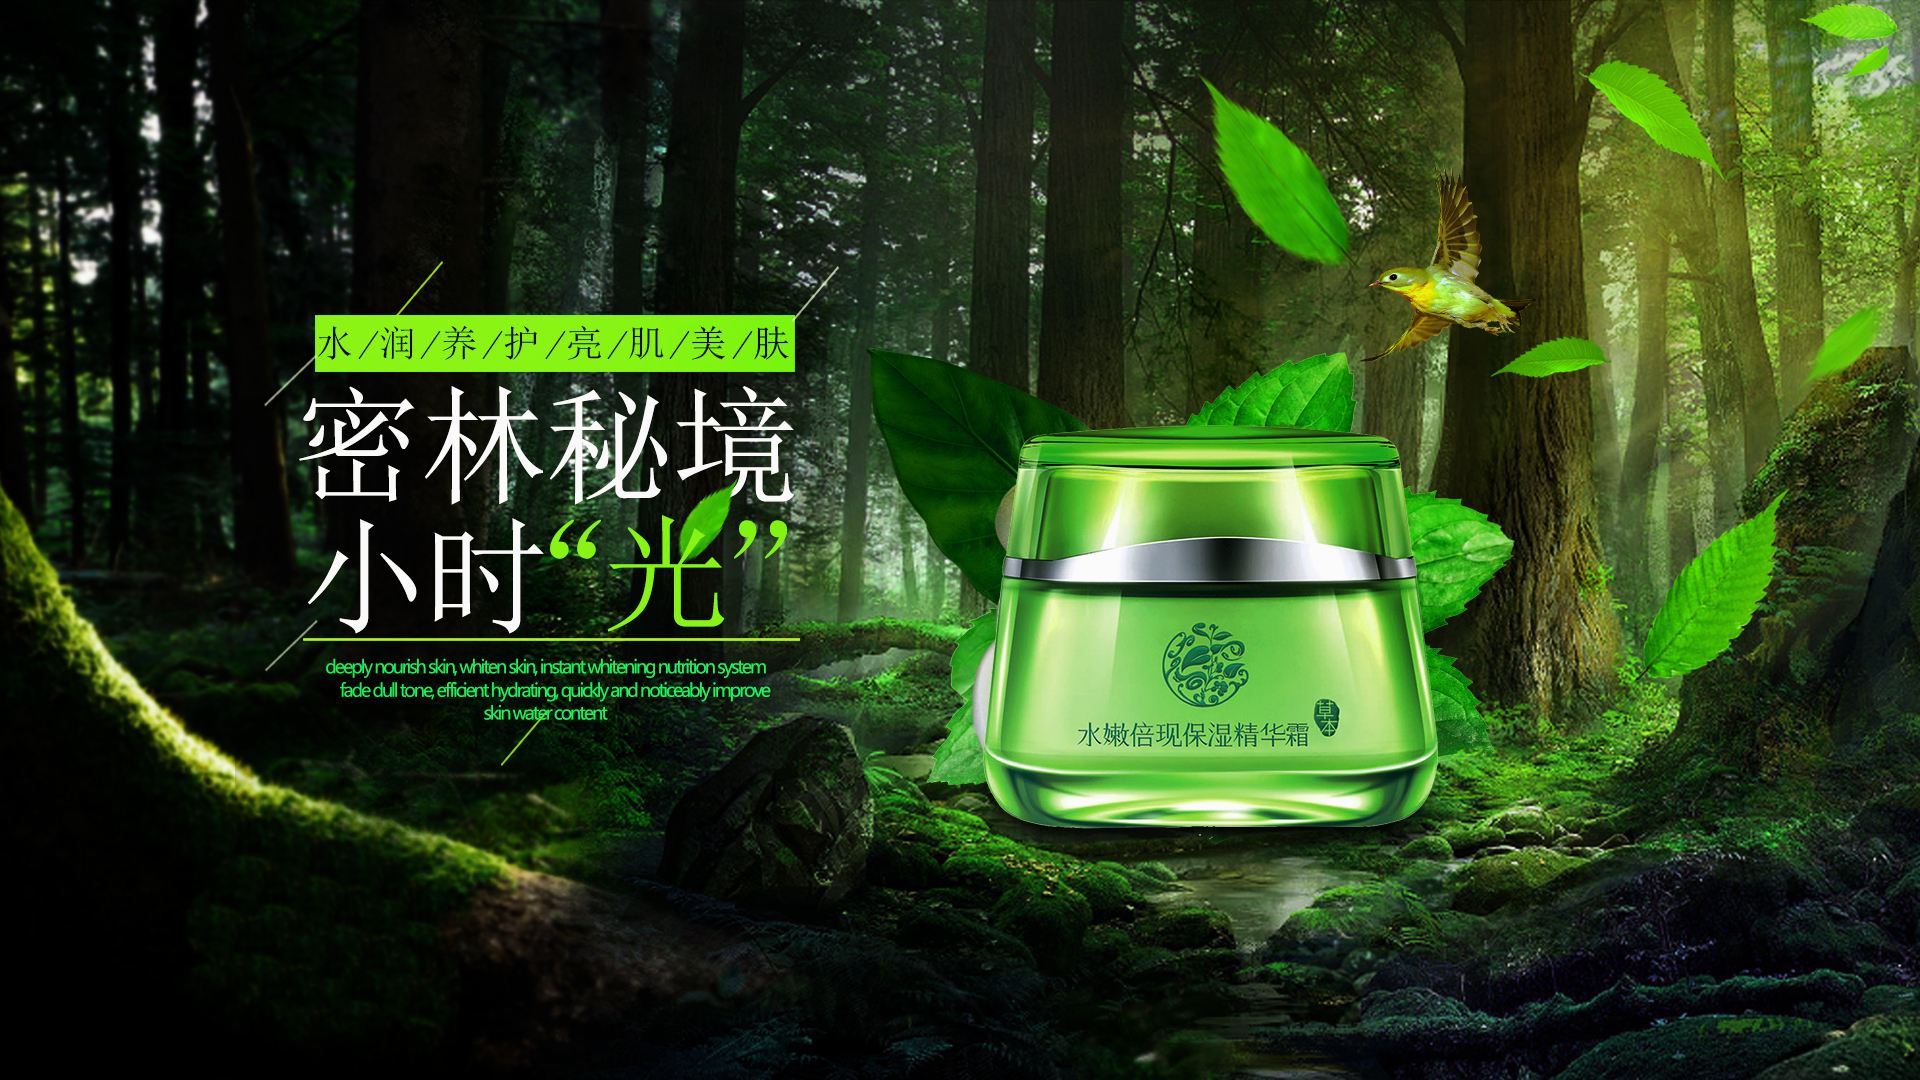 水/润/养/护/亮/肌/美/肤
密林秘境
小时“光”
deeply nourish skin, whiten skin, instant whitening nutrition system
fade dull tone, efficient hydrating, quickly and noticeably improve
skin water content
水嫩倍现保湿精华霜
草本